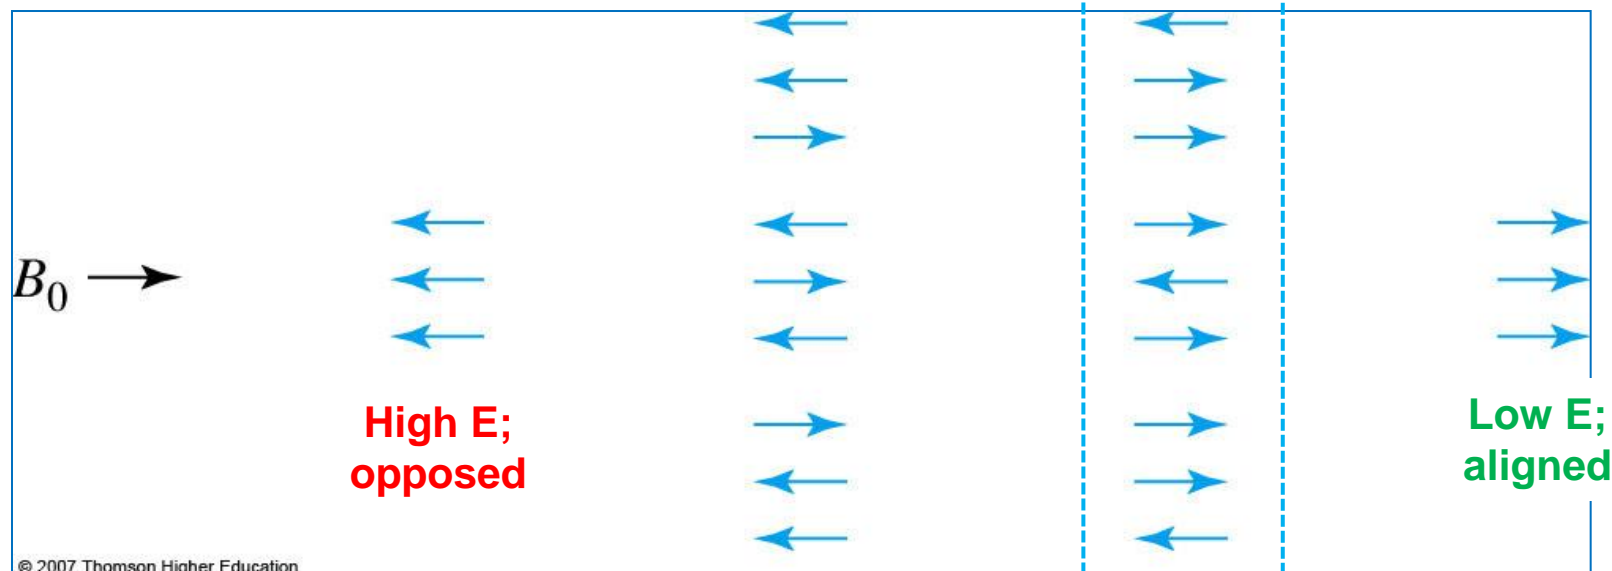 B₀
High E;
opposed
Low E;
aligned
© 2007 Thomson Higher Education